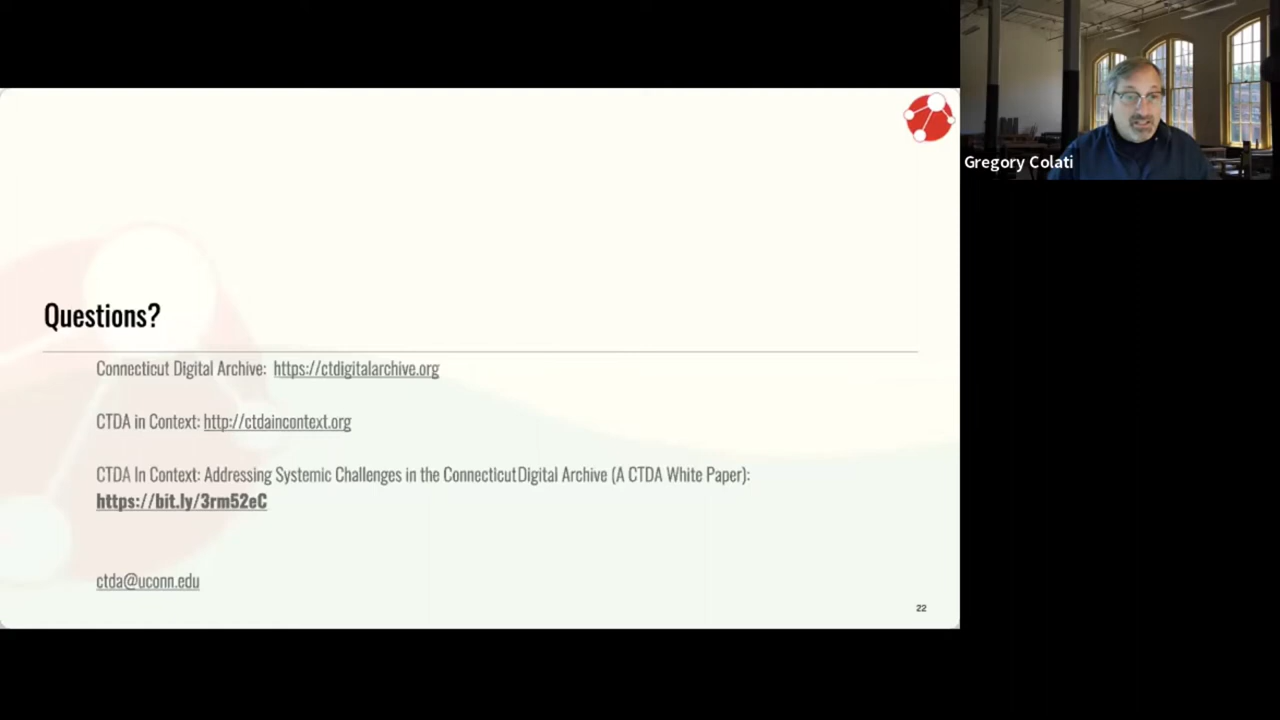 Gregory Colati
Questions?
Connecticut Digital Archive: https://ctdigitalarchive.org
CTDA in Context: http://ctdaincontext.org
CTDA In Context: Addressing Systemic Challenges in the Connecticut Digital Archive (A CTDA White Paper):
https://bit.ly/3rm52eC
ctda@uconn.edu
22